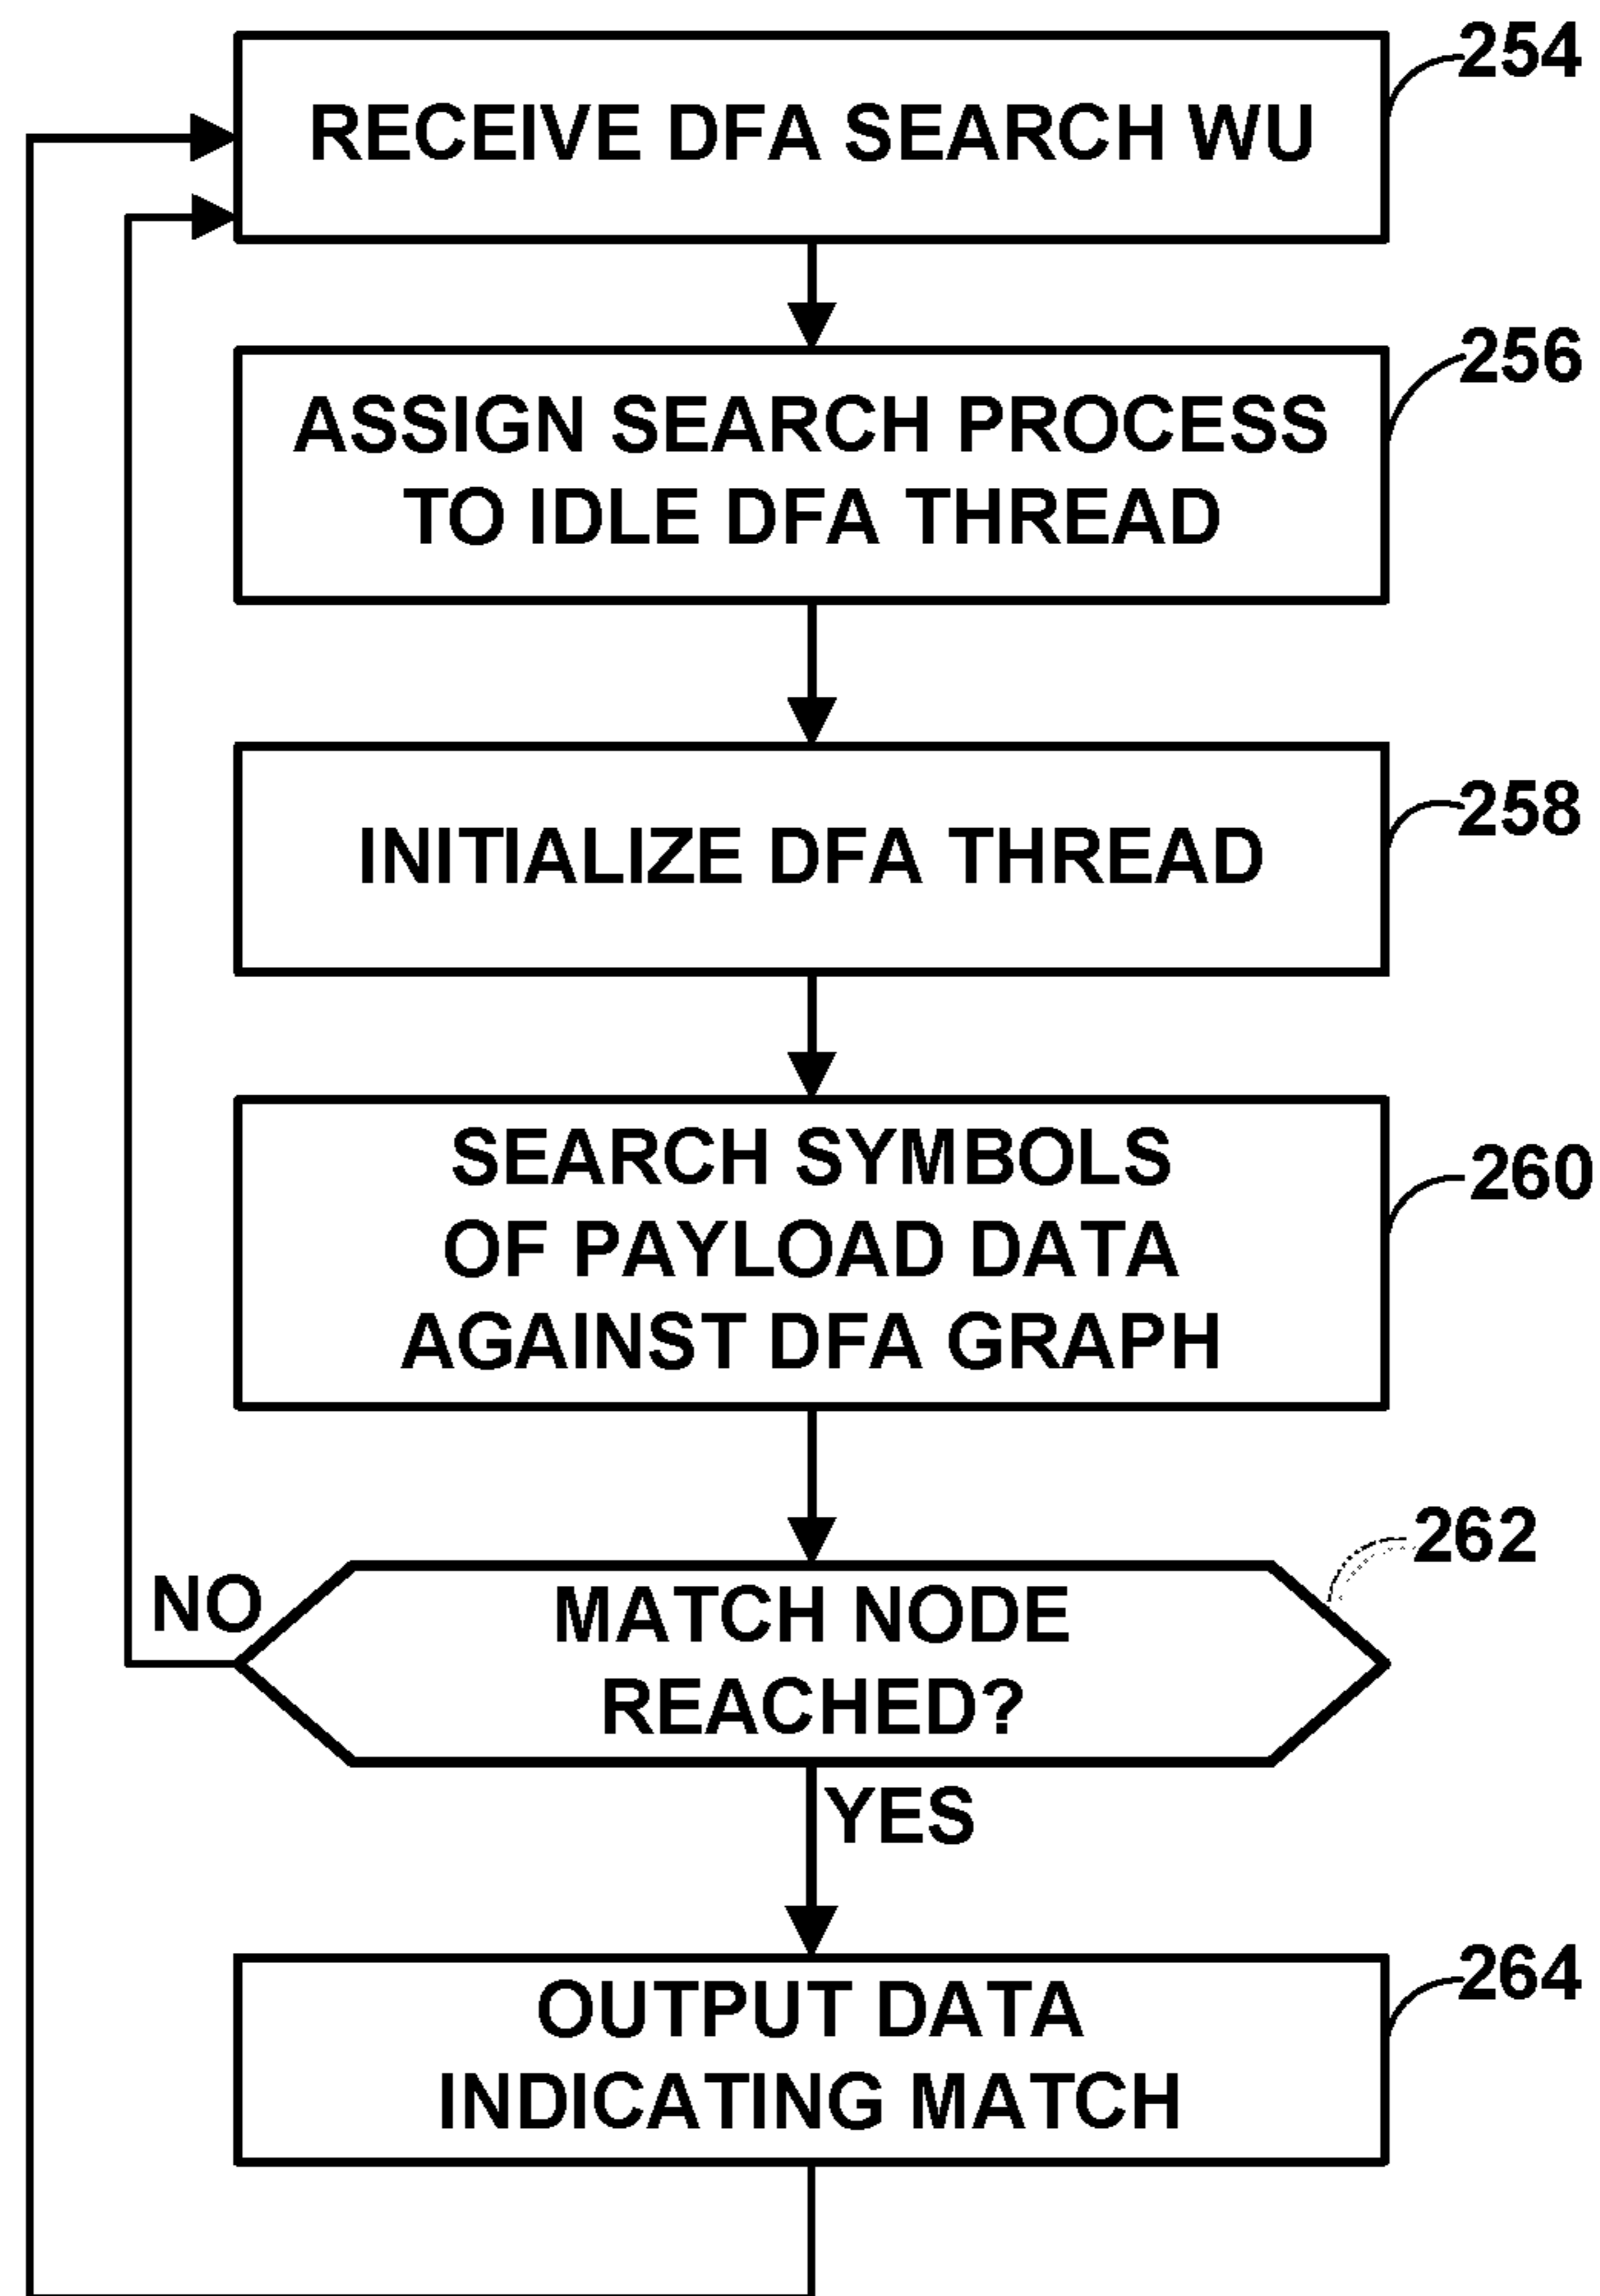 254
RECEIVE DFA SEARCH WU
256
ASSIGN SEARCH PROCESS
TO IDLE DFA THREAD
258
INITIALIZE DFA THREAD
SEARCH SYMBOLS
260
OF PAYLOAD DATA
AGAINST DFA GRAPH
262
NO
MATCH NODE
REACHED?
YES
264
OUTPUT DATA
INDICATING MATCH